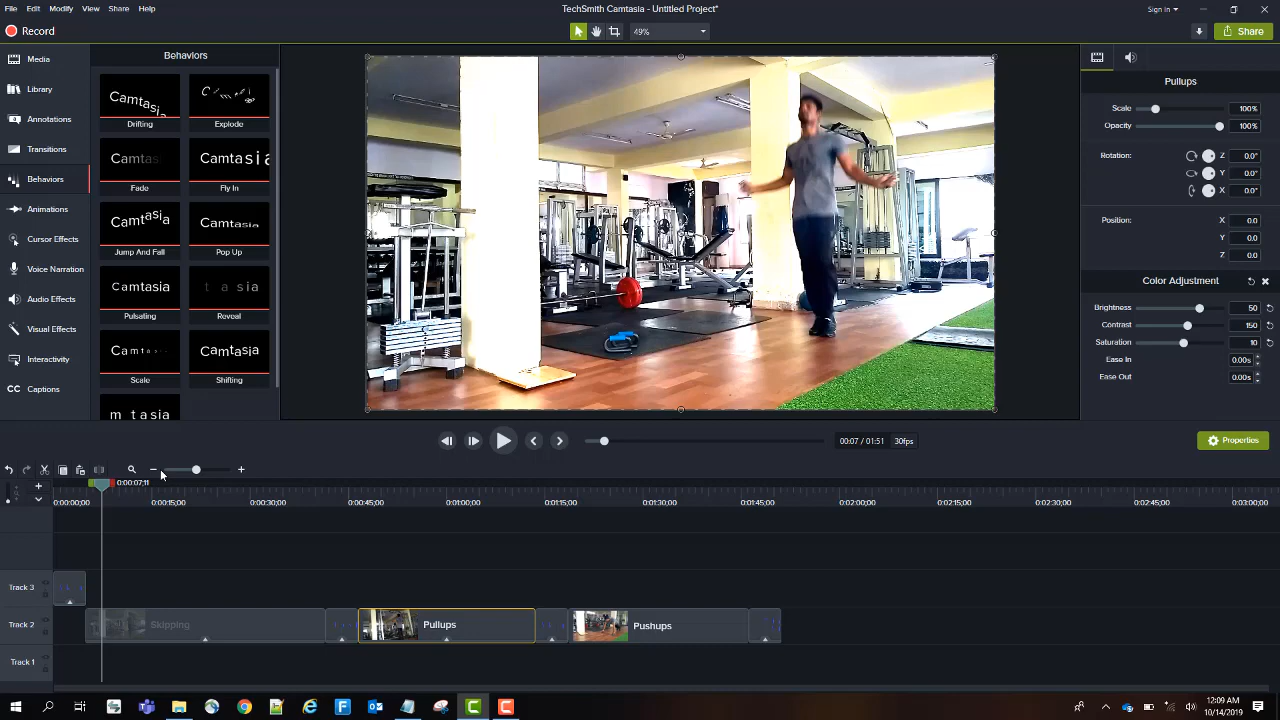 File Edit Modify View Share Help
TechSmith Camtasia - Untitled Project*
Sign In
Record
49%
Share
Media
Library
Annotations
Transitions
Behaviors
Animations
Cursor Effects
Voice Narration
Audio Effects
Visual Effects
Interactivity
CC Captions
Behaviors
Drifting
Explode
Camtasia
Fade
Fly In
Camtasia
Camtasia
Jump And Fall
Pop Up
Camtasia
Pulsating
Reveal
Camtasia
Scale
Shifting
Pullups
Scale 100%
Opacity 100%
Rotation: Z 0.0°
Y 0.0°
X 0.0°
Position: X 0.0
Y 0.0
Z 0.0
Color Adjustment
Brightness 50
Contrast 150
Saturation 10
Ease In 0.00s
Ease Out 0.00s
00:07 / 01:51 30fps
Properties
0:00:07;11
0:00:00;00 0:00:15;00 0:00:30;00 0:00:45;00 0:01:00;00 0:01:15;00 0:01:30;00 0:01:45;00 0:02:00;00 0:02:15;00 0:02:30;00 0:02:45;00 0:03:00;00
Track 3
Track 2 Skipping Pullups Pushups
Track 1
12:09 AM
10/14/2019